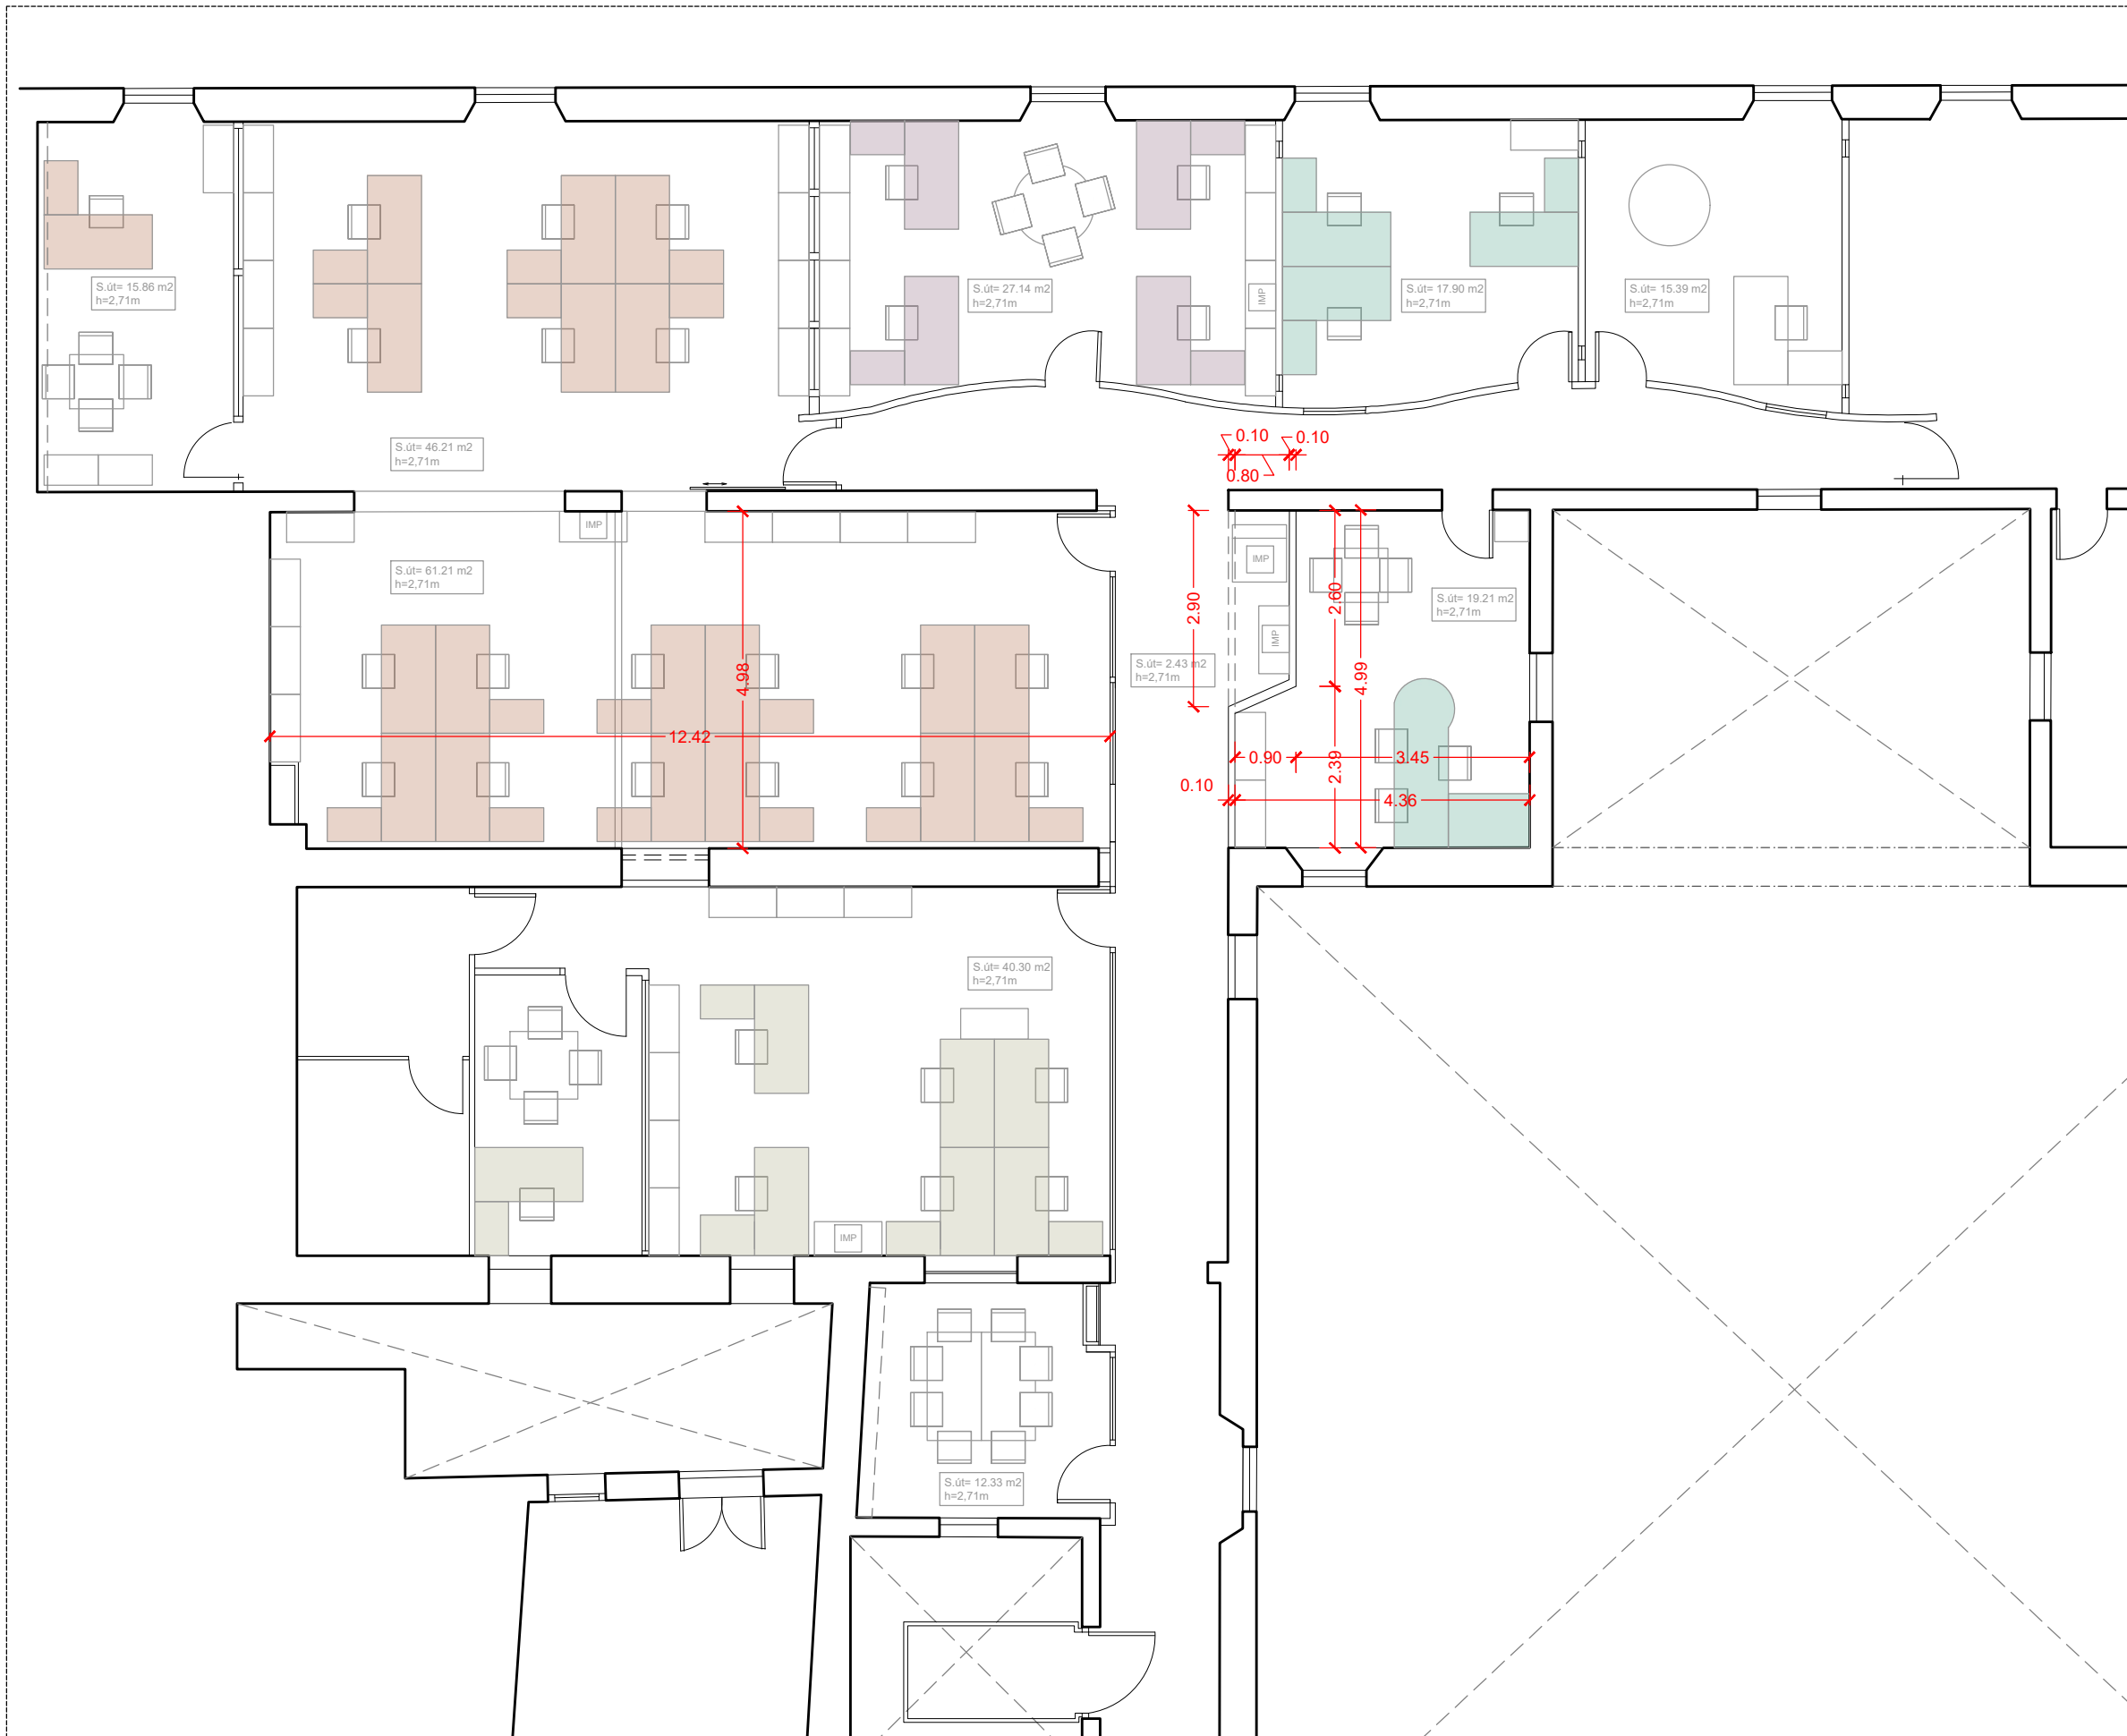 S.út= 15.86 m2
h=2,71m
S.út= 27.14 m2
h=2,71m
IMP
S.út= 17.90 m2
h=2,71m
S.út= 15.39 m2
h=2,71m
S.út= 46.21 m2
h=2,71m
0.10
0.10
0.80
IMP
S.út= 61.21 m2
h=2,71m
4.98
12.42
2.90
IMP
IMP
2.60
4.99
S.út= 19.21 m2
h=2,71m
S.út= 2.43 m2
h=2,71m
0.90
2.39
3.45
0.10
4.36
S.út= 40.30 m2
h=2,71m
IMP
S.út= 12.33 m2
h=2,71m